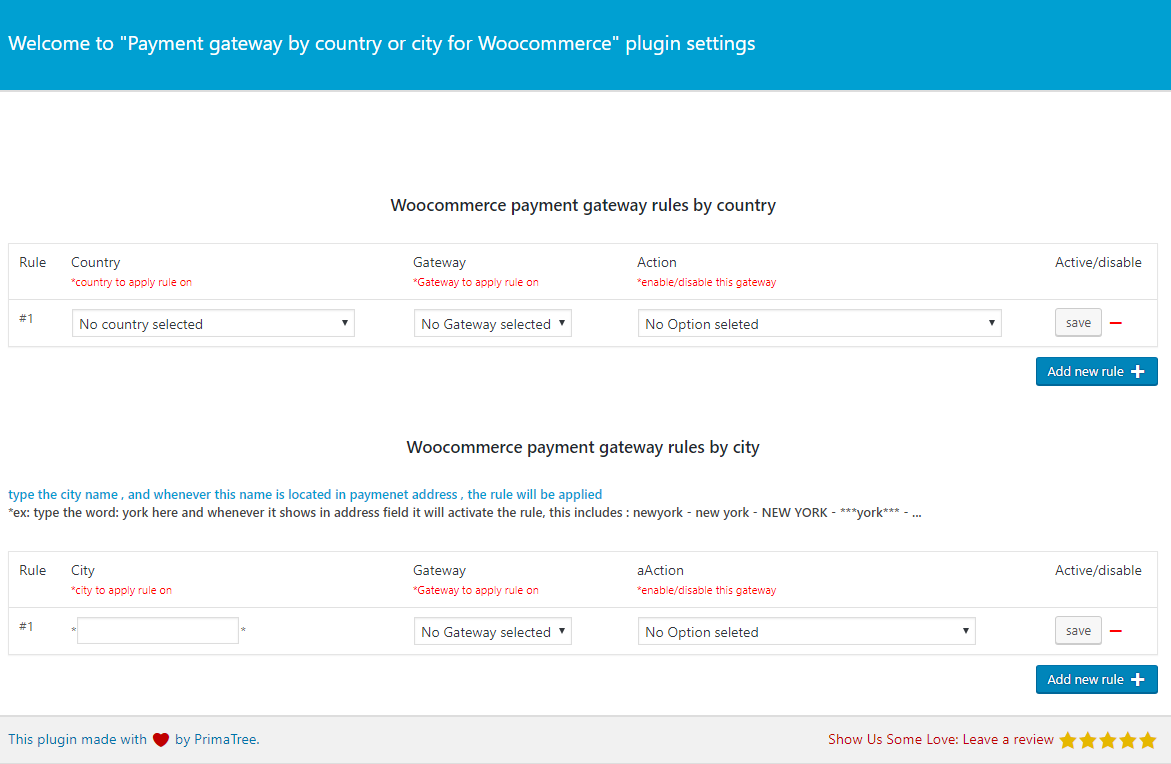 Welcome to "Payment gateway by country or city for Woocommerce" plugin settings
Woocommerce payment gateway rules by country
Rule Country Gateway Action Active/disable
*country to apply rule on *Gateway to apply rule on *enable/disable this gateway
#1 No country selected No Gateway selected No Option seleted save
Add new rule
Woocommerce payment gateway rules by city
type the city name , and whenever this name is located in paymenet address , the rule will be applied
*ex: type the word: york here and whenever it shows in address field it will activate the rule, this includes : newyork - new york - NEW YORK - ***york*** - ...
Rule City Gateway aAction Active/disable
*city to apply rule on *Gateway to apply rule on *enable/disable this gateway
#1 * * No Gateway selected No Option seleted save
Add new rule
This plugin made with by PrimaTree. Show Us Some Love: Leave a review